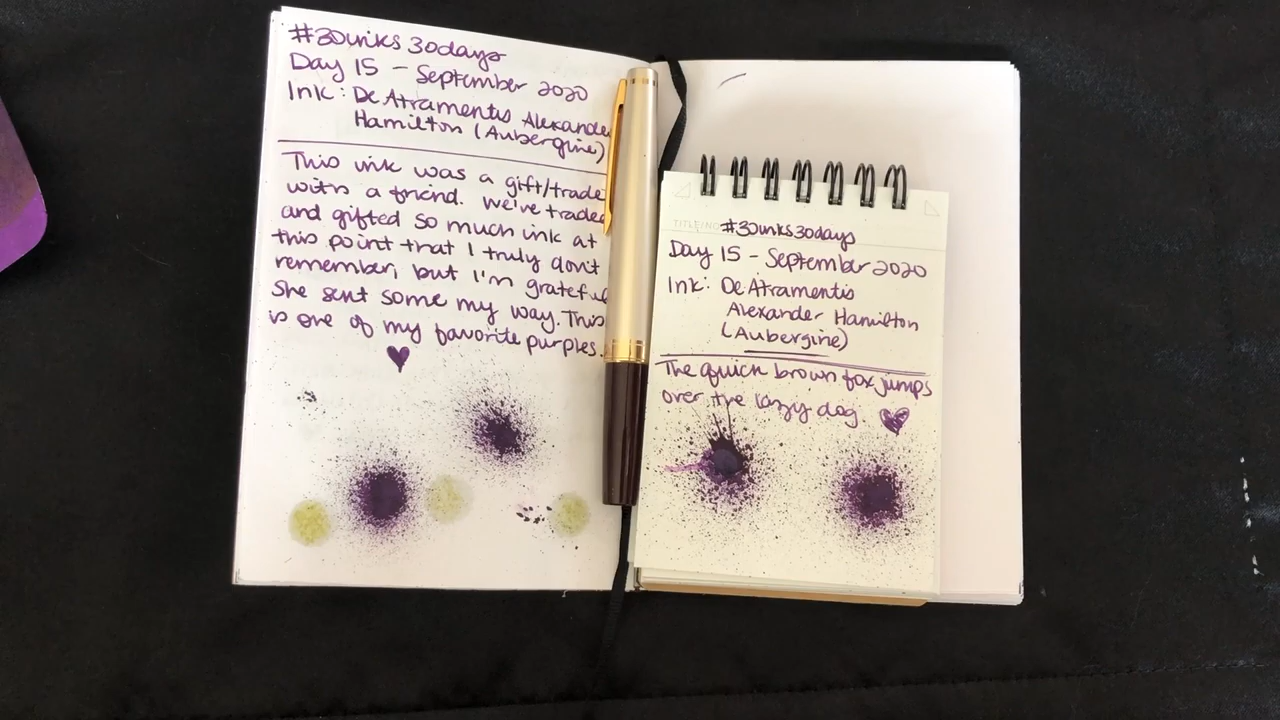 #30inks30days
Day 15 - September 2020
Ink: De Atramentis Alexander
Hamilton (Aubergine)
This ink was a gift/trade
with a friend. We've traded
and gifted so much ink at
this point that I truly don't
remember, but I'm grateful
she sent some my way. This
is one of my favorite purples.
TITLE/NO
#30inks30days
Day 15 - September 2020
Ink: De Atramentis
Alexander Hamilton
(Aubergine)
The quick brown fox jumps
over the lazy dog